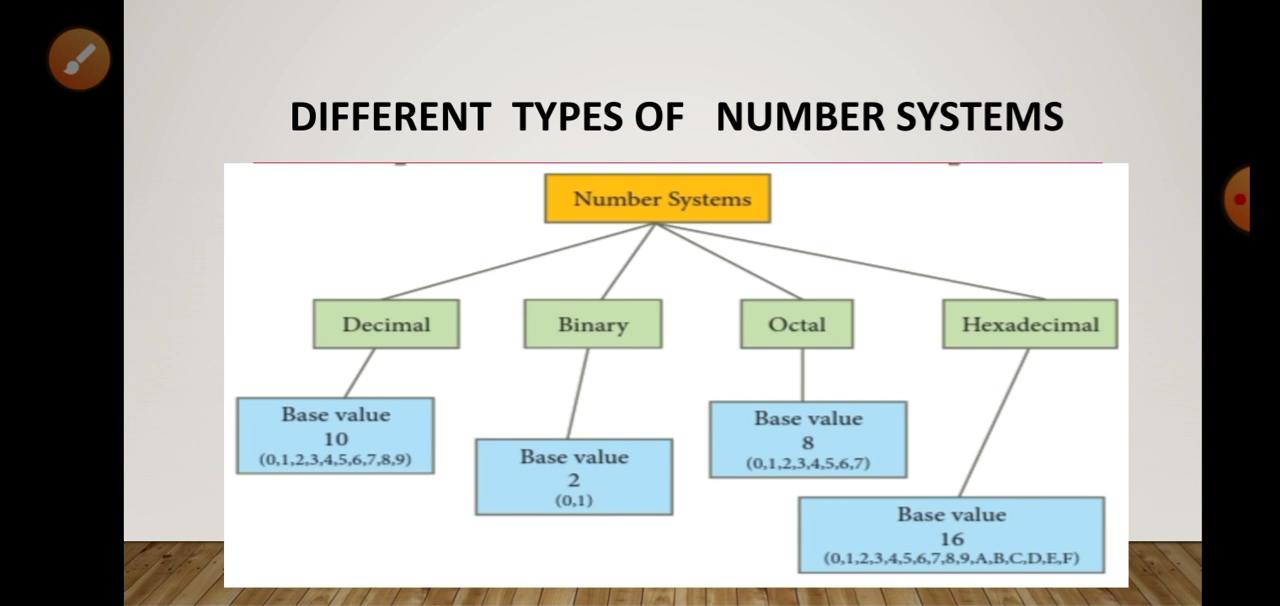 DIFFERENT TYPES OF NUMBER SYSTEMS
Number Systems
Decimal
Binary
Octal
Hexadecimal
Base value
10
(0,1,2,3,4,5,6,7,8,9)
Base value
2
(0,1)
Base value
8
(0,1,2,3,4,5,6,7)
Base value
16
(0,1,2,3,4,5,6,7,8,9,A,B,C,D,E,F)